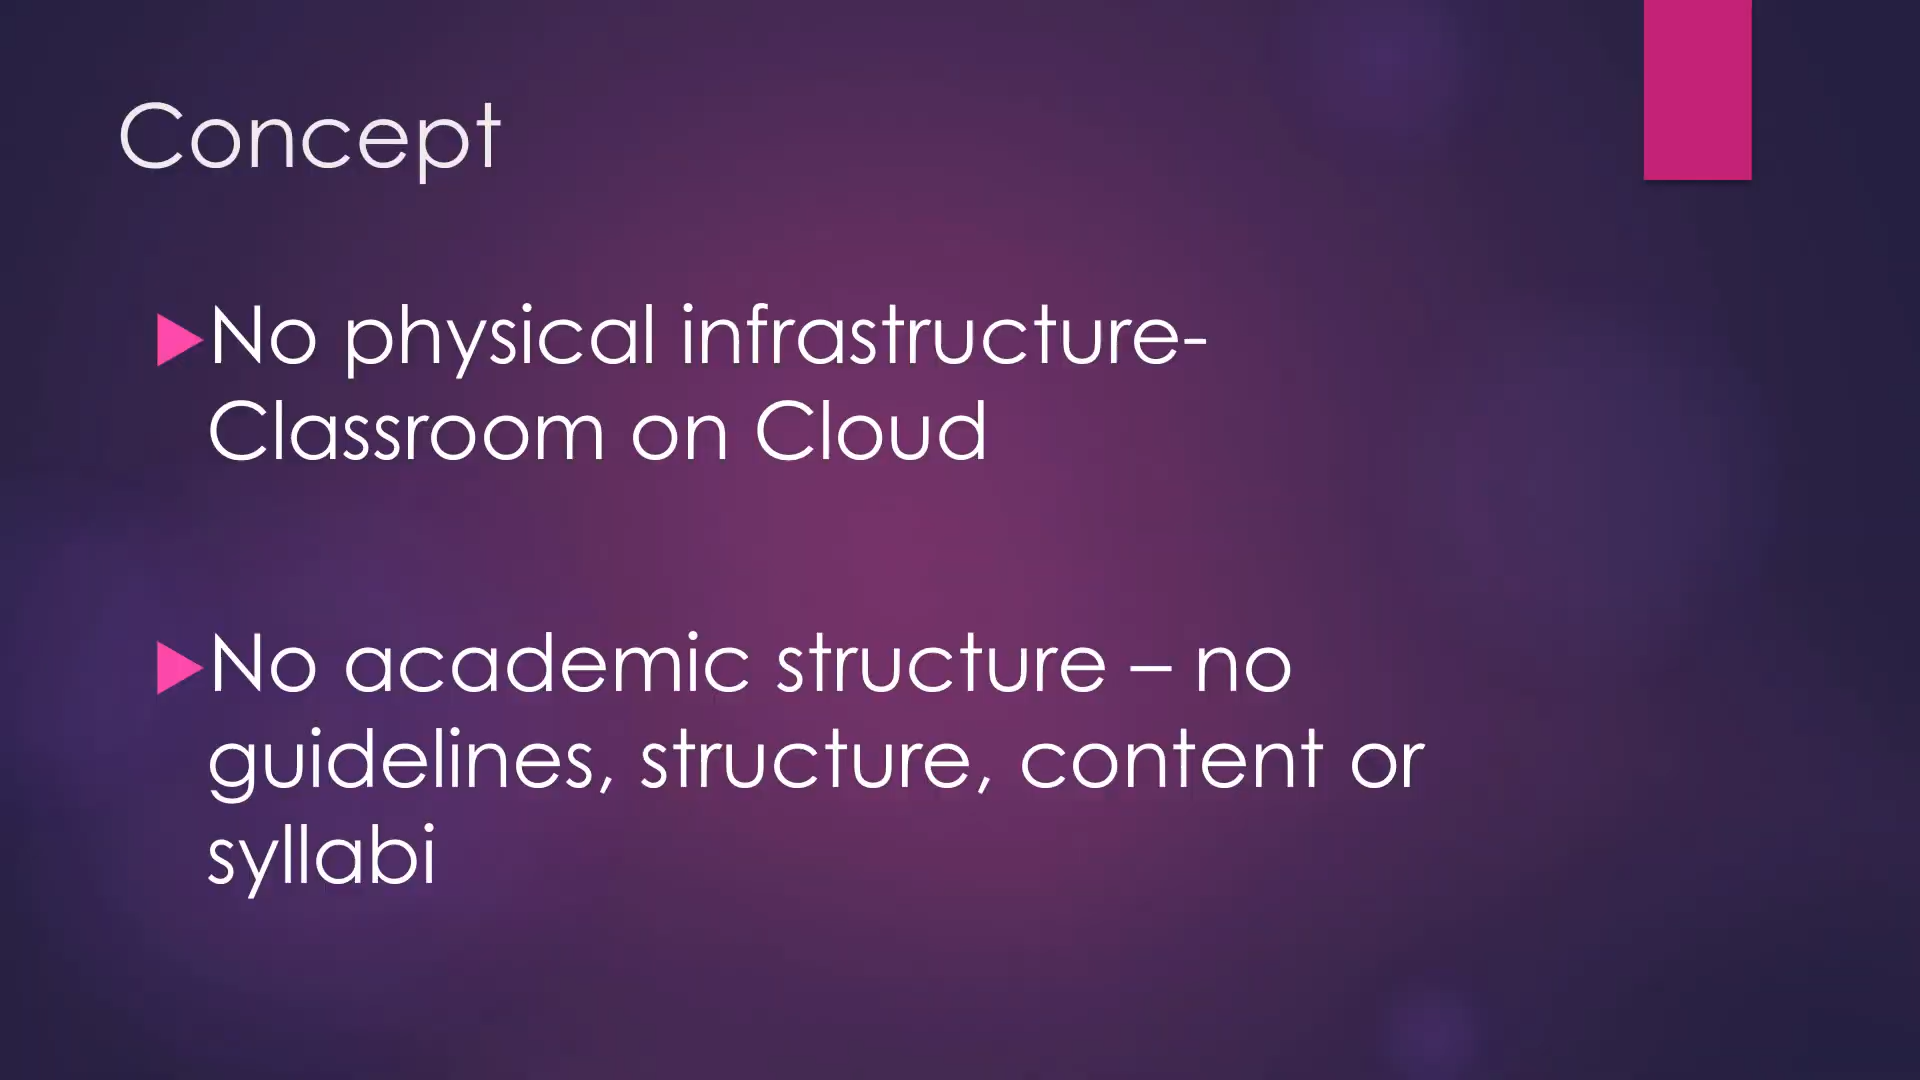 Concept
No physical infrastructure-
Classroom on Cloud
No academic structure – no
guidelines, structure, content or
syllabi